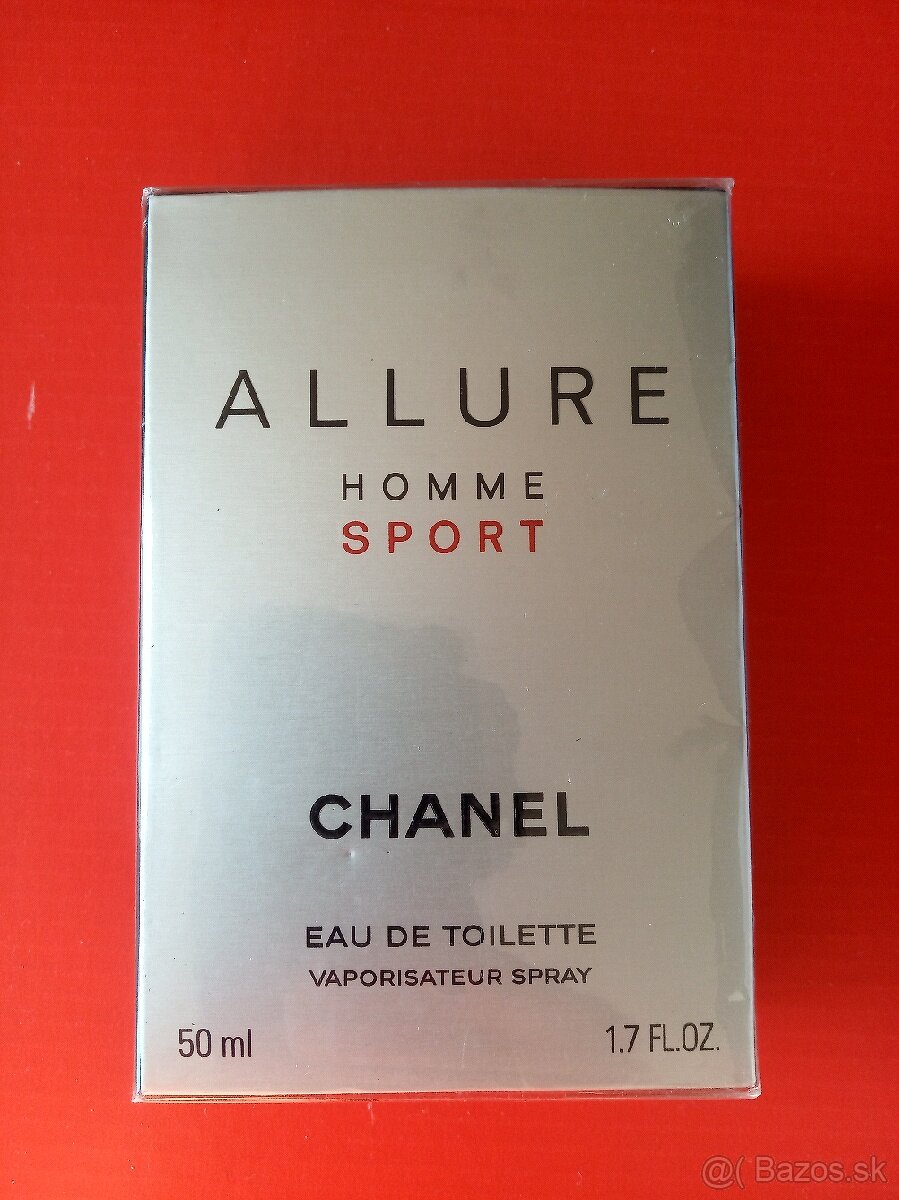 ALLURE
HOMME
SPORT
CHANEL
EAU DE TOILETTE
VAPORISATEUR SPRAY
50 ml 1.7 FL.OZ.
@( Bazos.sk